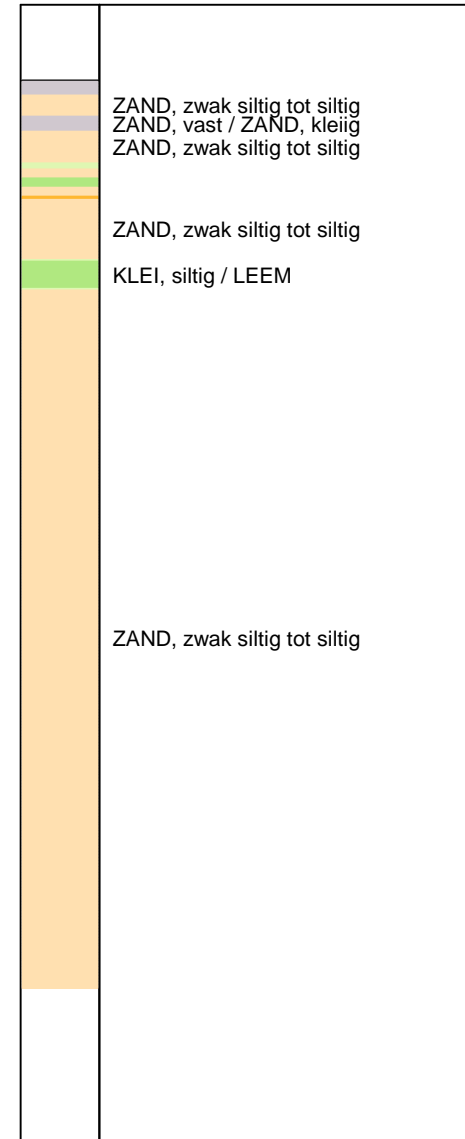 ZAND, zwak siltig tot siltig
ZAND, vast / ZAND, kleiig
ZAND, zwak siltig tot siltig
ZAND, zwak siltig tot siltig
KLEI, siltig / LEEM
ZAND, zwak siltig tot siltig